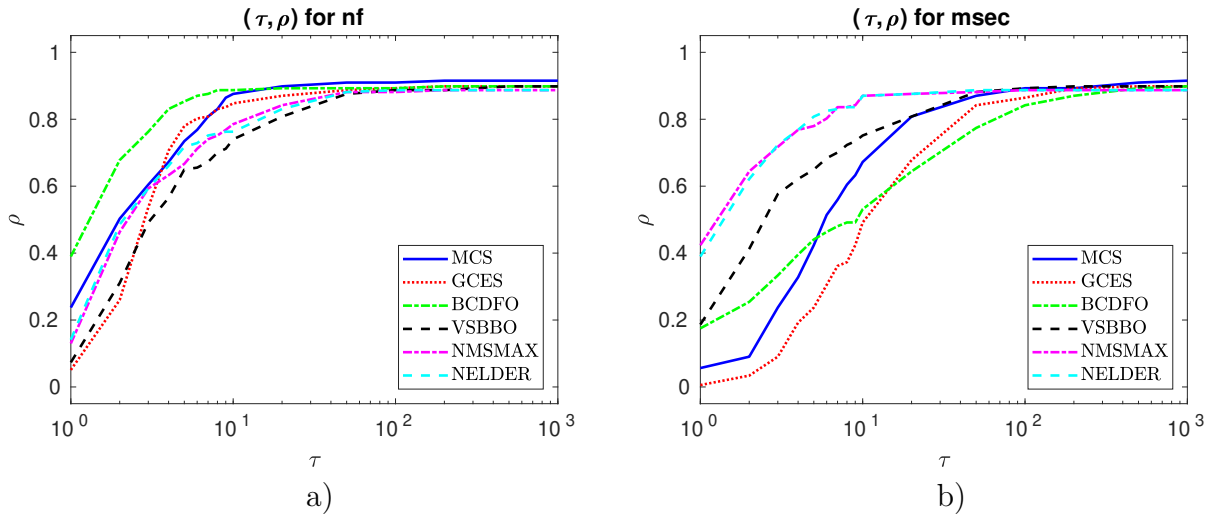 (τ, ρ) for nf
1
0.8
0.6
0.4
0.2
0
ρ
10^0
10^1
10^2
10^3
τ
MCS
GCES
BCDFO
VSBBO
NMSMAX
NELDER
a)
(τ, ρ) for msec
1
0.8
0.6
0.4
0.2
0
ρ
10^0
10^1
10^2
10^3
τ
MCS
GCES
BCDFO
VSBBO
NMSMAX
NELDER
b)